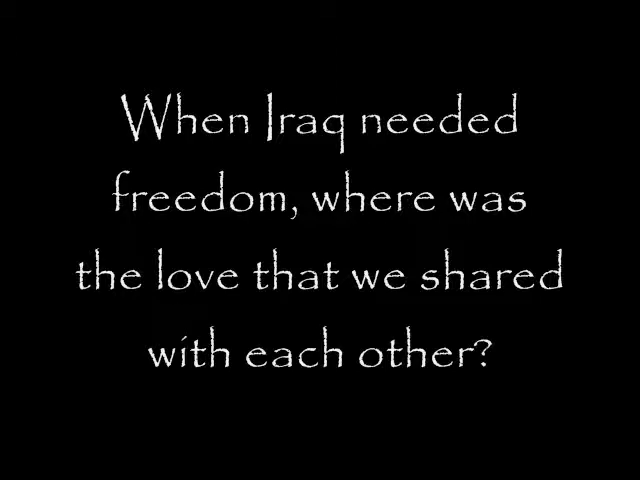 When Iraq needed
freedom, where was
the love that we shared
with each other?